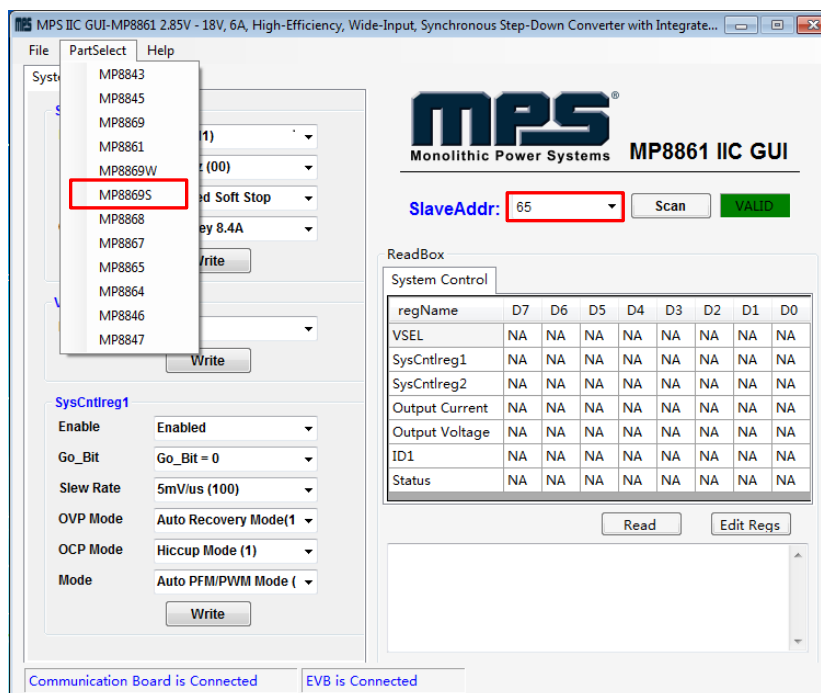 MPS IIC GUI-MP8861 2.85V - 18V, 6A, High-Efficiency, Wide-Input, Synchronous Step-Down Converter with Integrate...
File PartSelect Help
MP8843
MP8845
MP8869
MP8861
MP8869W
MP8869S
MP8868
MP8867
MP8865
MP8864
MP8846
MP8847
Syst
(00)
ed Soft Stop
ey 8.4A
Write
Write
SysCntlreg1
Enable Enabled
Go_Bit Go_Bit = 0
Slew Rate 5mV/us (100)
OVP Mode Auto Recovery Mode(1
OCP Mode Hiccup Mode (1)
Mode Auto PFM/PWM Mode (
Write
mps®
Monolithic Power Systems
MP8861 IIC GUI
SlaveAddr: 65 Scan VALID
ReadBox
System Control
regName D7 D6 D5 D4 D3 D2 D1 D0
VSEL NA NA NA NA NA NA NA NA
SysCntlreg1 NA NA NA NA NA NA NA NA
SysCntlreg2 NA NA NA NA NA NA NA NA
Output Current NA NA NA NA NA NA NA NA
Output Voltage NA NA NA NA NA NA NA NA
ID1 NA NA NA NA NA NA NA NA
Status NA NA NA NA NA NA NA NA
Read Edit Regs
Communication Board is Connected EVB is Connected